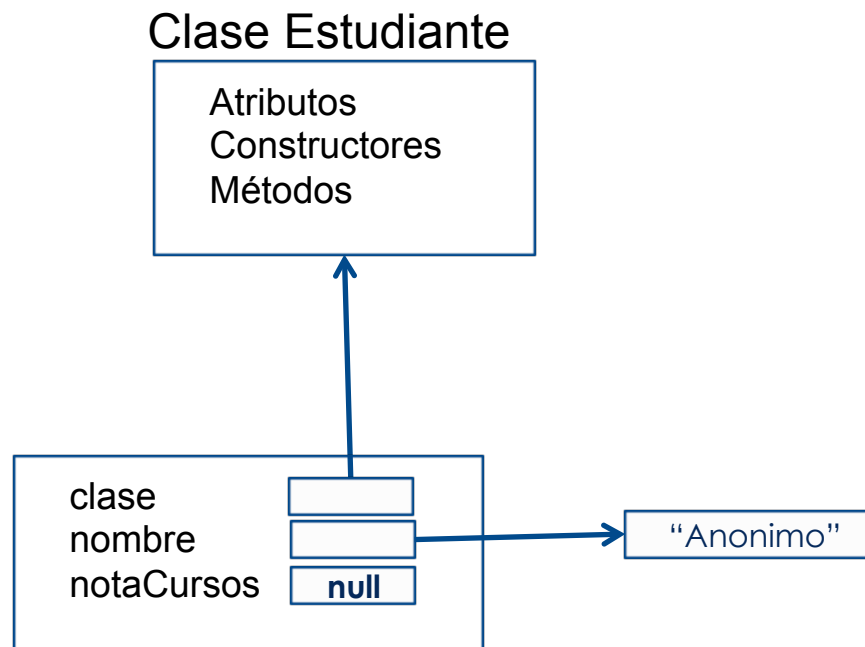 Clase Estudiante
Atributos
Constructores
Métodos
clase
nombre
“Anonimo”
notaCursos
null